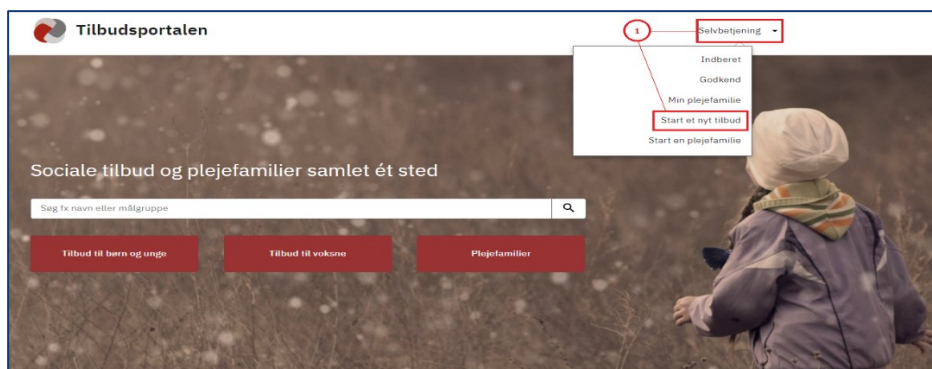 Tilbudsportalen
1
Selvbetjening
Indberet
Godkend
Min plejefamilie
Start et nyt tilbud
Start en plejefamilie
Sociale tilbud og plejefamilier samlet ét sted
Søg fx navn eller målgruppe
Tilbud til børn og unge
Tilbud til voksne
Plejefamilier